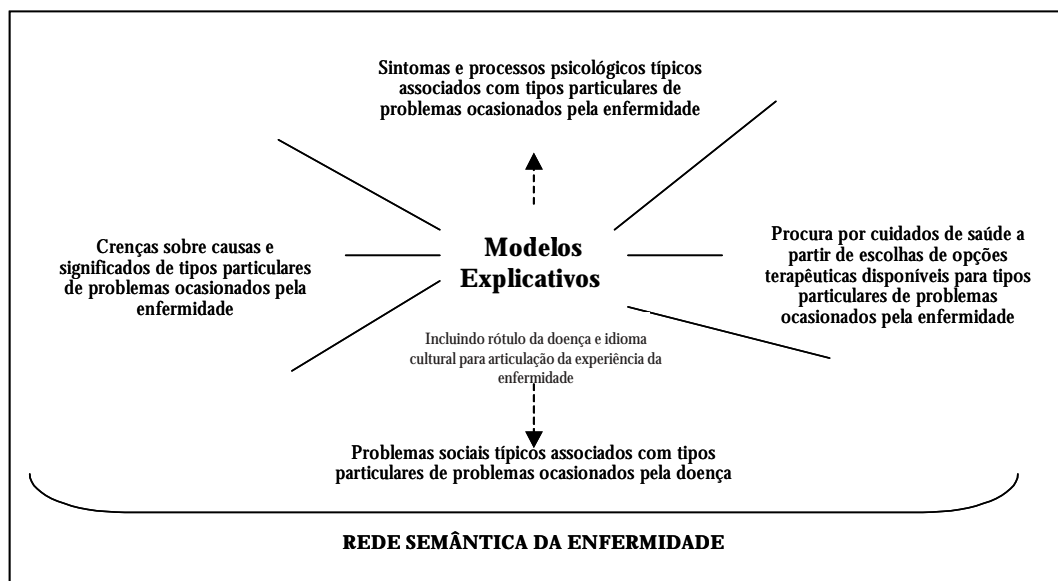 Sintomas e processos psicológicos típicos
associados com tipos particulares de
problemas ocasionados pela enfermidade
Crenças sobre causas e
significados de tipos particulares
de problemas ocasionados pela
enfermidade
Modelos
Explicativos
Procura por cuidados de saúde a
partir de escolhas de opções
terapêuticas disponíveis para tipos
particulares de problemas
ocasionados pela enfermidade
Incluindo rótulo da doença e idioma
cultural para articulação da experiência da
enfermidade
Problemas sociais típicos associados com tipos
particulares de problemas ocasionados pela doença
REDE SEMÂNTICA DA ENFERMIDADE